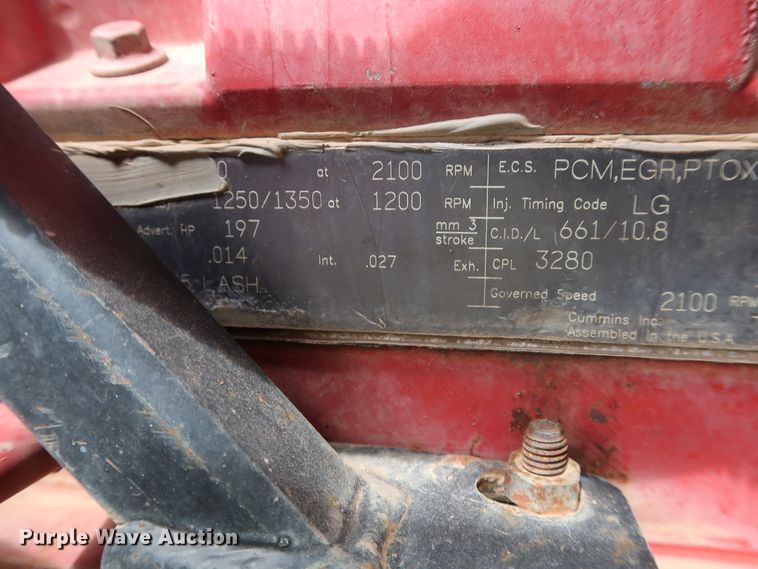 0 at 2100 RPM E.C.S. PCM,EGR,PTOX
1250/1350 at 1200 RPM Inj. Timing Code LG
Advert. HP 197 mm 3 stroke C.I.D./L 661/10.8
.014 Int. .027 Exh. CPL 3280
5 LASH Governed Speed 2100 RPM
Cummins Inc.
Assembled in the U.S.A.
Purple Wave Auction